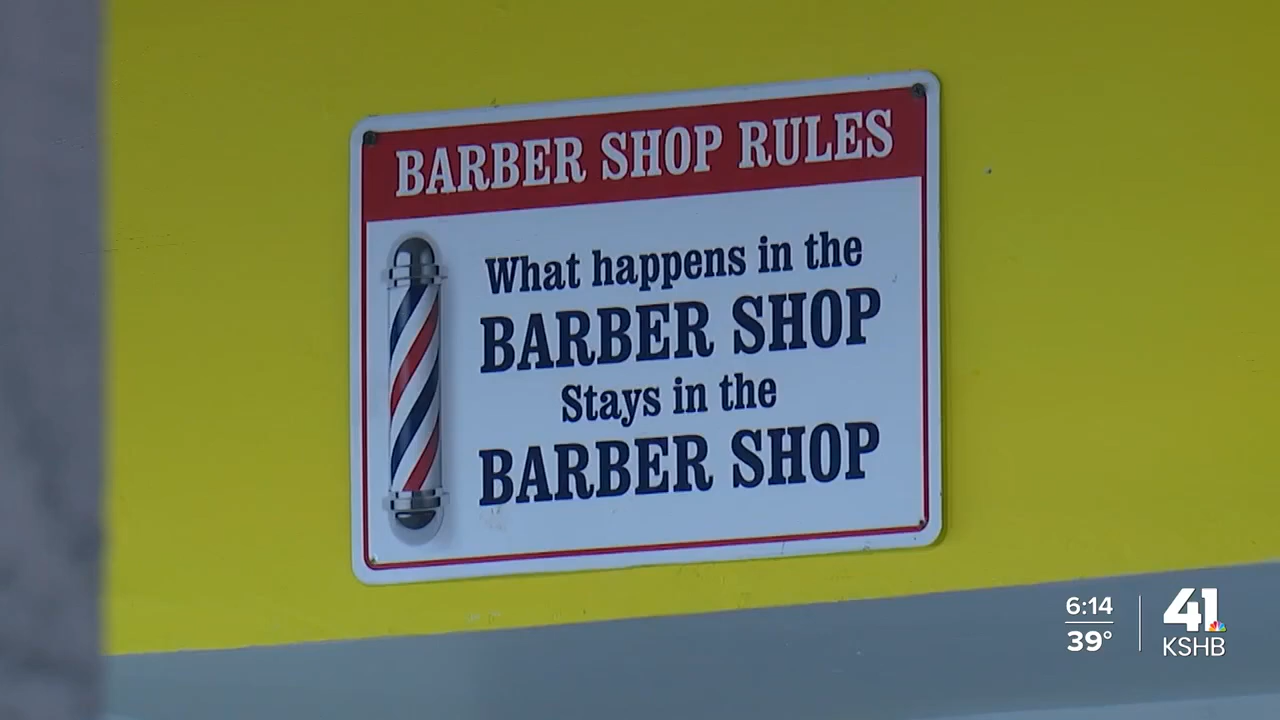 BARBER SHOP RULES
What happens in the
BARBER SHOP
Stays in the
BARBER SHOP
6:14
39°
41
KSHB